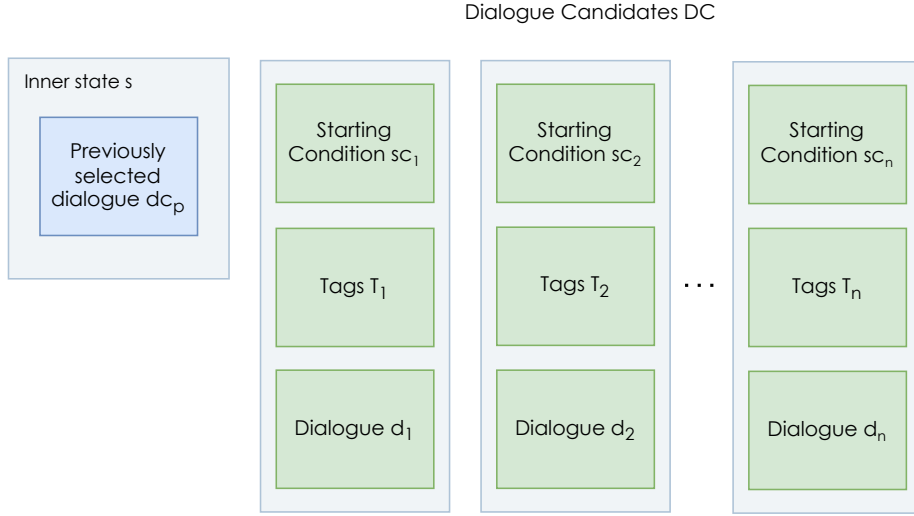 Dialogue Candidates DC
Inner state s
Previously
selected
dialogue dcₚ
Starting
Condition sc₁
Tags T₁
Dialogue d₁
Starting
Condition sc₂
Tags T₂
Dialogue d₂
...
Starting
Condition scₙ
Tags Tₙ
Dialogue dₙ